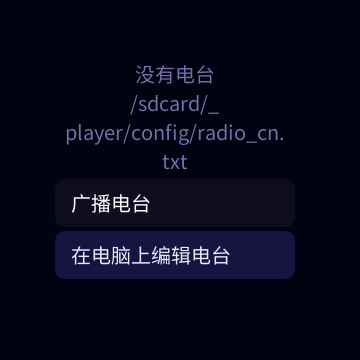 没有电台
/sdcard/_
player/config/radio_cn.
txt
广播电台
在电脑上编辑电台